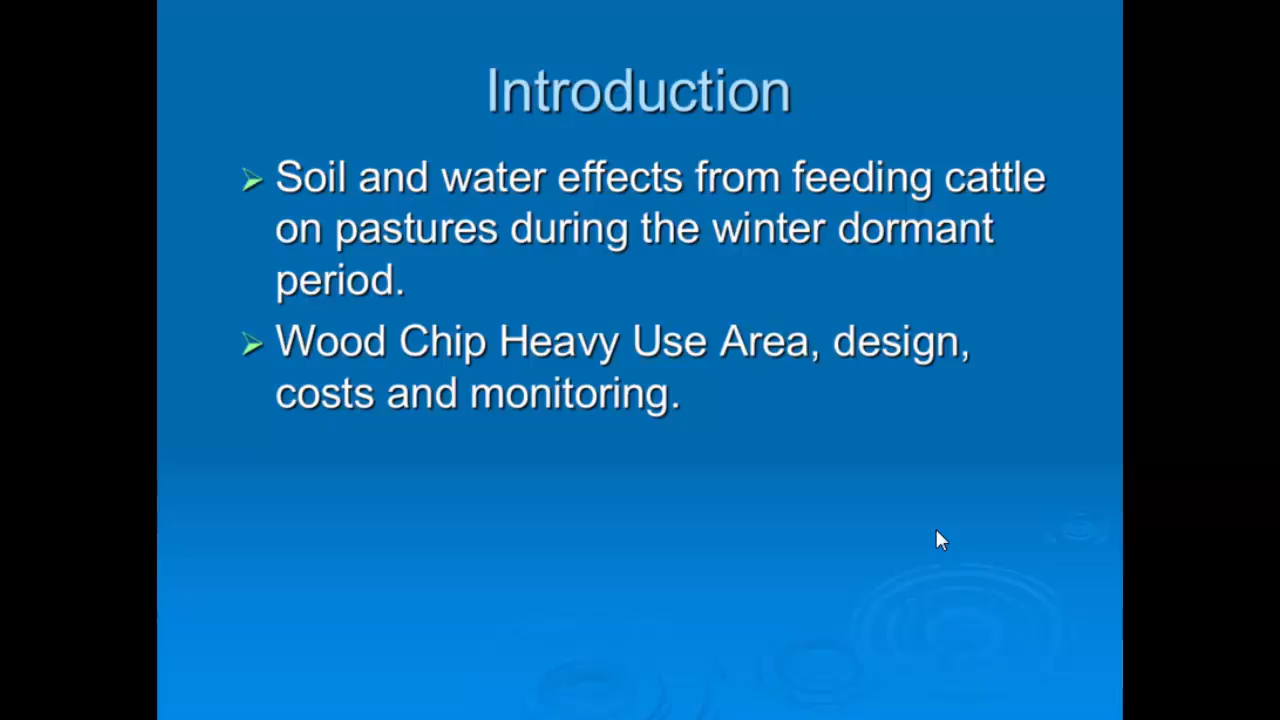 Introduction
Soil and water effects from feeding cattle
on pastures during the winter dormant
period.
Wood Chip Heavy Use Area, design,
costs and monitoring.